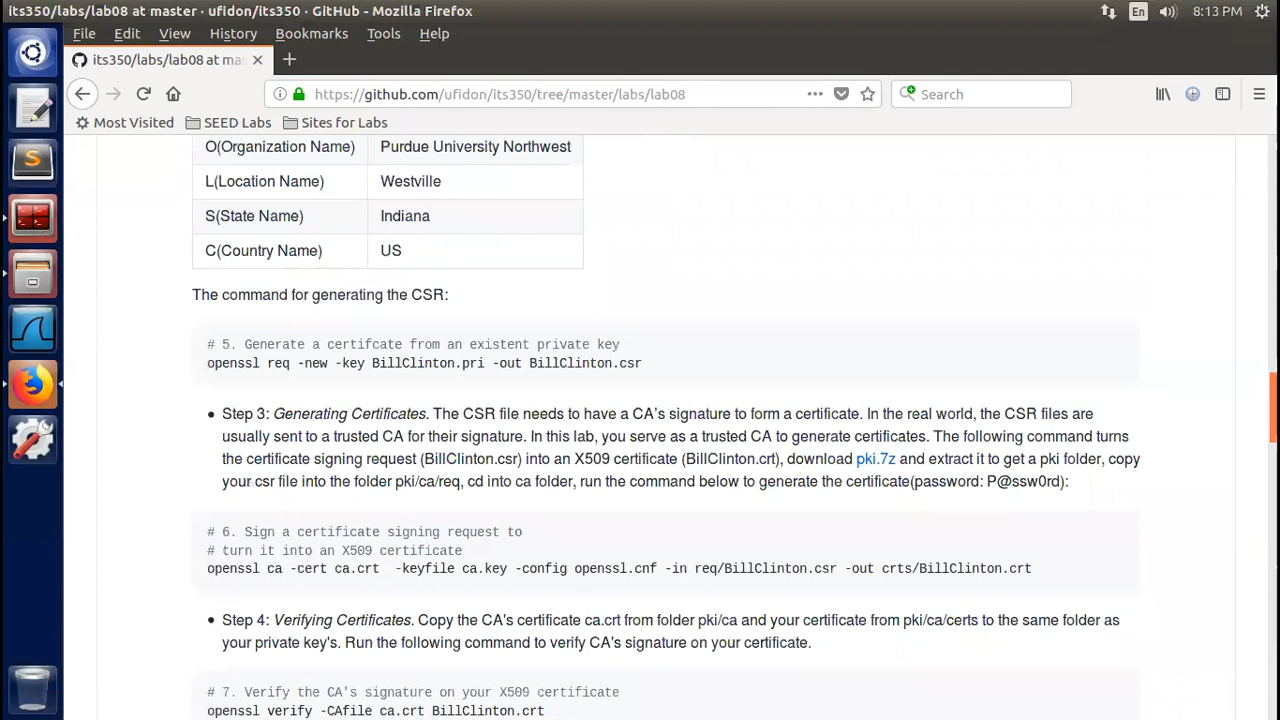 its350/labs/lab08 at master · ufidon/its350 · GitHub - Mozilla Firefox
En
8:13 PM
File Edit View History Bookmarks Tools Help
its350/labs/lab08 at mas
https://github.com/ufidon/its350/tree/master/labs/lab08
Search
Most Visited SEED Labs Sites for Labs
O(Organization Name) Purdue University Northwest
L(Location Name) Westville
S(State Name) Indiana
C(Country Name) US
The command for generating the CSR:
# 5. Generate a certifcate from an existent private key
openssl req -new -key BillClinton.pri -out BillClinton.csr
• Step 3: Generating Certificates. The CSR file needs to have a CA's signature to form a certificate. In the real world, the CSR files are
usually sent to a trusted CA for their signature. In this lab, you serve as a trusted CA to generate certificates. The following command turns
the certificate signing request (BillClinton.csr) into an X509 certificate (BillClinton.crt), download pki.7z and extract it to get a pki folder, copy
your csr file into the folder pki/ca/req, cd into ca folder, run the command below to generate the certificate(password: P@ssw0rd):
# 6. Sign a certificate signing request to
# turn it into an X509 certificate
openssl ca -cert ca.crt  -keyfile ca.key -config openssl.cnf -in req/BillClinton.csr -out crts/BillClinton.crt
• Step 4: Verifying Certificates. Copy the CA's certificate ca.crt from folder pki/ca and your certificate from pki/ca/certs to the same folder as
your private key's. Run the following command to verify CA's signature on your certificate.
# 7. Verify the CA's signature on your X509 certificate
openssl verify -CAfile ca.crt BillClinton.crt